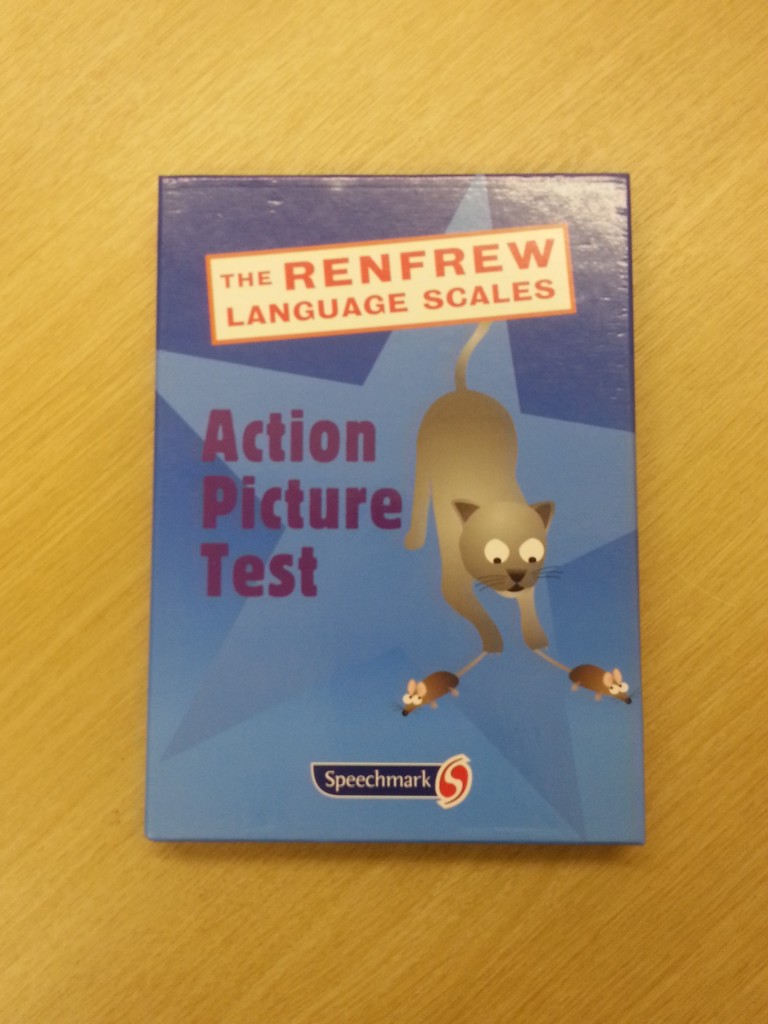 THE RENFREW
LANGUAGE SCALES
Action
Picture
Test
Speechmark